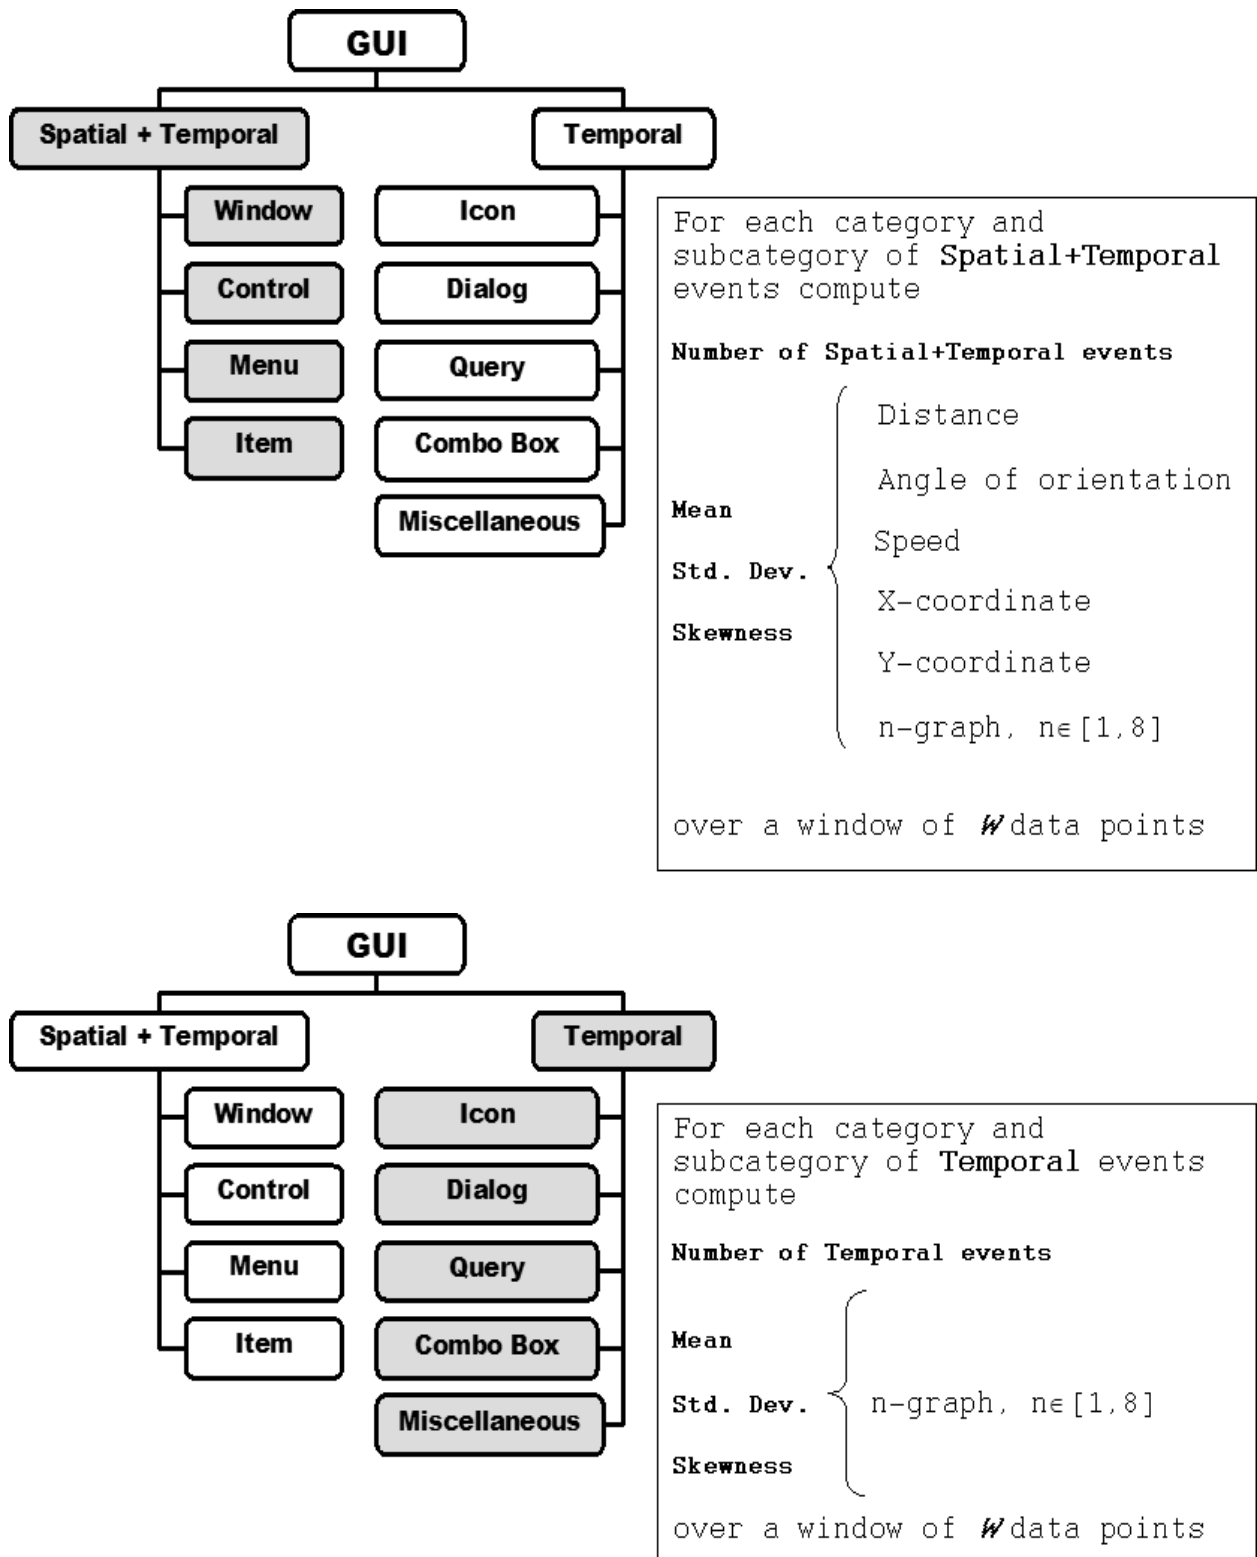 GUI
Spatial + Temporal
Temporal
Window
Icon
Control
Dialog
Menu
Query
Item
Combo Box
Miscellaneous
For each category and
subcategory of Spatial+Temporal
events compute
Number of Spatial+Temporal events
Mean
Std. Dev.
Skewness
Distance
Angle of orientation
Speed
X-coordinate
Y-coordinate
n-graph, n∈[1,8]
over a window of W data points
GUI
Spatial + Temporal
Temporal
Window
Icon
Control
Dialog
Menu
Query
Item
Combo Box
Miscellaneous
For each category and
subcategory of Temporal events
compute
Number of Temporal events
Mean
Std. Dev.
Skewness
n-graph, n∈[1,8]
over a window of W data points